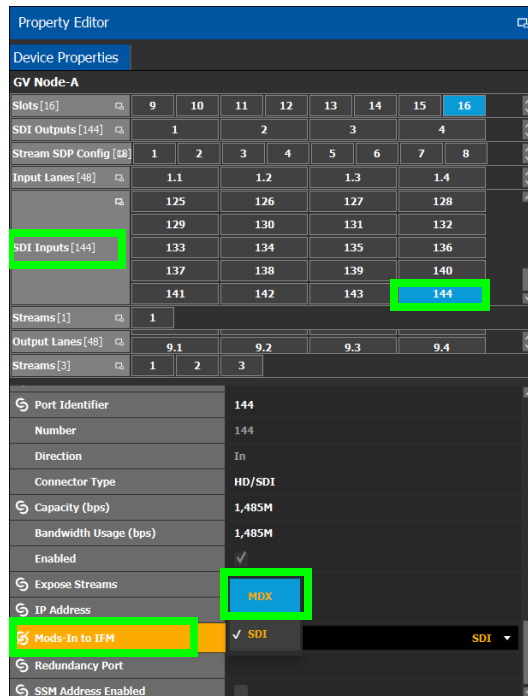 Property Editor
Device Properties
GV Node-A
Slots [16] 9 10 11 12 13 14 15 16
SDI Outputs [144] 1 2 3 4
Stream SDP Config [48] 1 2 3 4 5 6 7 8
Input Lanes [48] 1.1 1.2 1.3 1.4
125 126 127 128
129 130 131 132
SDI Inputs [144] 133 134 135 136
137 138 139 140
141 142 143 144
Streams [1] 1
Output Lanes [48] 9.1 9.2 9.3 9.4
Streams [3] 1 2 3
Port Identifier 144
Number 144
Direction In
Connector Type HD/SDI
Capacity (bps) 1,485M
Bandwidth Usage (bps) 1,485M
Enabled
Expose Streams
MDX
IP Address
Mods-In to IFM SDI SDI
Redundancy Port
SSM Address Enabled